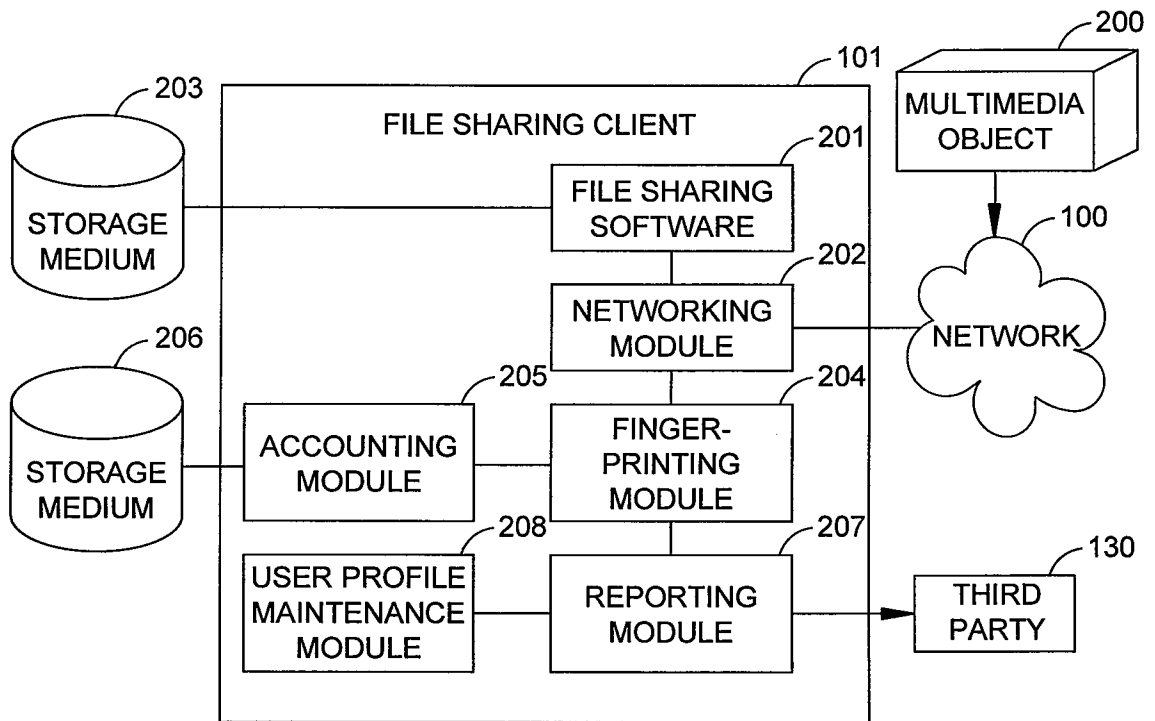 200
101
203
MULTIMEDIA
OBJECT
FILE SHARING CLIENT
201
FILE SHARING
SOFTWARE
STORAGE
MEDIUM
100
202
NETWORKING
MODULE
NETWORK
206
205
204
ACCOUNTING
MODULE
FINGER-
PRINTING
MODULE
STORAGE
MEDIUM
208
207
130
USER PROFILE
MAINTENANCE
MODULE
REPORTING
MODULE
THIRD
PARTY